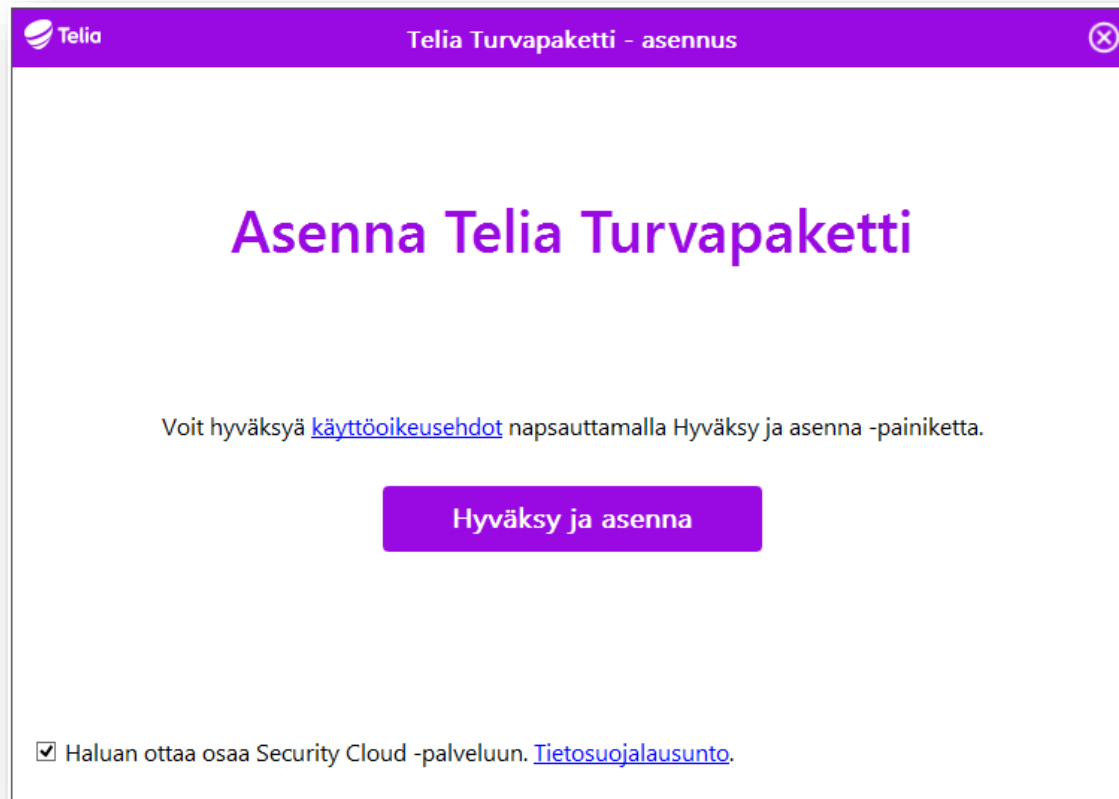 Telia
Telia Turvapaketti - asennus
Asenna Telia Turvapaketti
Voit hyväksyä käyttöoikeusehdot napsauttamalla Hyväksy ja asenna -painiketta.
Hyväksy ja asenna
Haluan ottaa osaa Security Cloud -palveluun. Tietosuojalausunto.